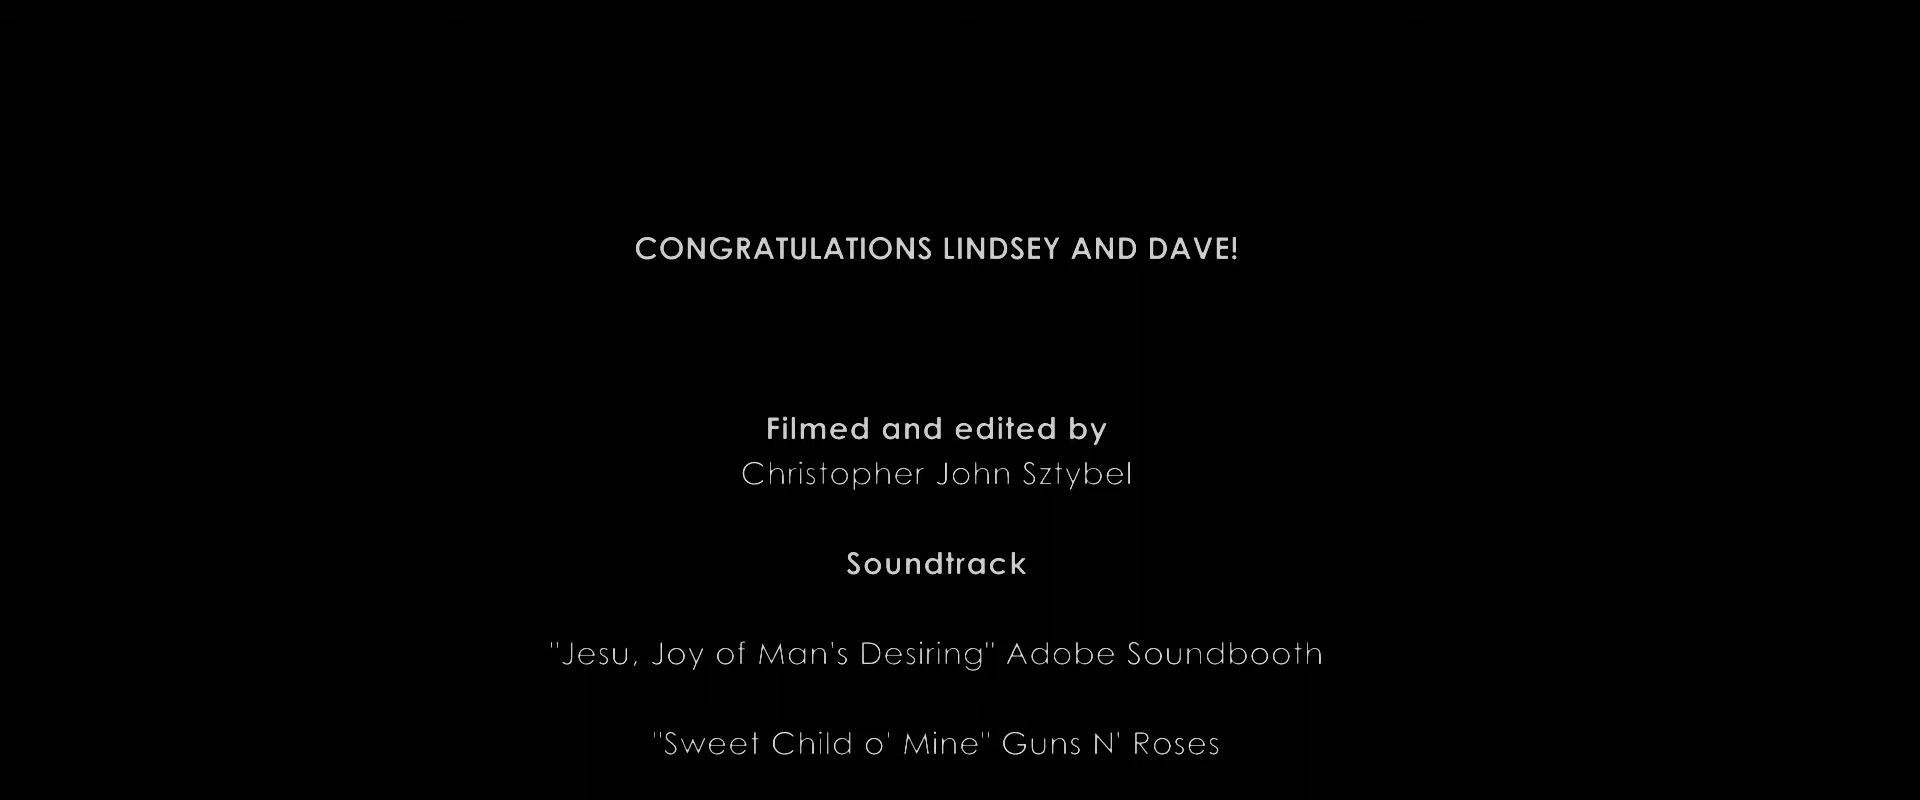 CONGRATULATIONS LINDSEY AND DAVE!
Filmed and edited by
Christopher John Sztybel
Soundtrack
"Jesu, Joy of Man's Desiring" Adobe Soundbooth
"Sweet Child o' Mine" Guns N' Roses